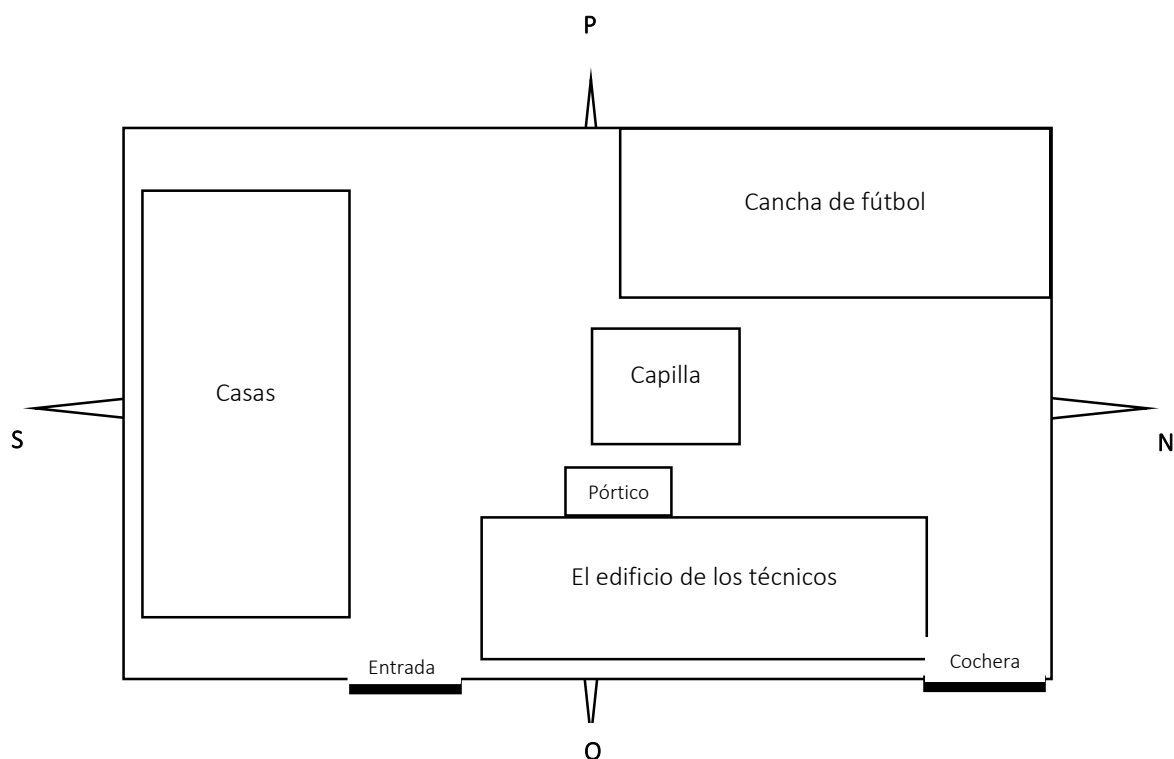 P
Cancha de fútbol
Capilla
Casas
S
N
Pórtico
El edificio de los técnicos
Entrada
Cochera
O